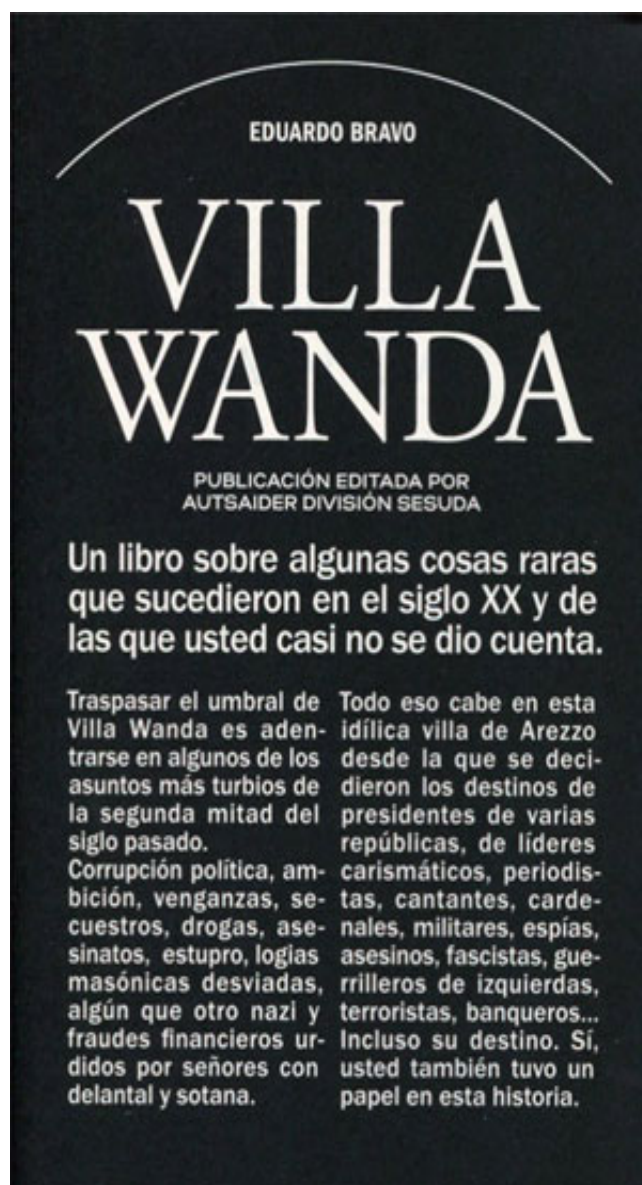 EDUARDO BRAVO
VILLA
WANDA
PUBLICACIÓN EDITADA POR
AUTSAIDER DIVISIÓN SESUDA
Un libro sobre algunas cosas raras
que sucedieron en el siglo XX y de
las que usted casi no se dio cuenta.
Traspasar el umbral de
Villa Wanda es aden-
trarse en algunos de los
asuntos más turbios de
la segunda mitad del
siglo pasado.
Corrupción política, am-
bición, venganzas, se-
cuestros, drogas, ase-
sinatos, estupro, logias
masónicas desviadas,
algún que otro nazi y
fraudes financieros ur-
didos por señores con
delantal y sotana.
Todo eso cabe en esta
idílica villa de Arezzo
desde la que se deci-
dieron los destinos de
presidentes de varias
repúblicas, de líderes
carismáticos, periodis-
tas, cantantes, carde-
nales, militares, espías,
asesinos, fascistas, gue-
rrilleros de izquierdas,
terroristas, banqueros...
Incluso su destino. Sí,
usted también tuvo un
papel en esta historia.